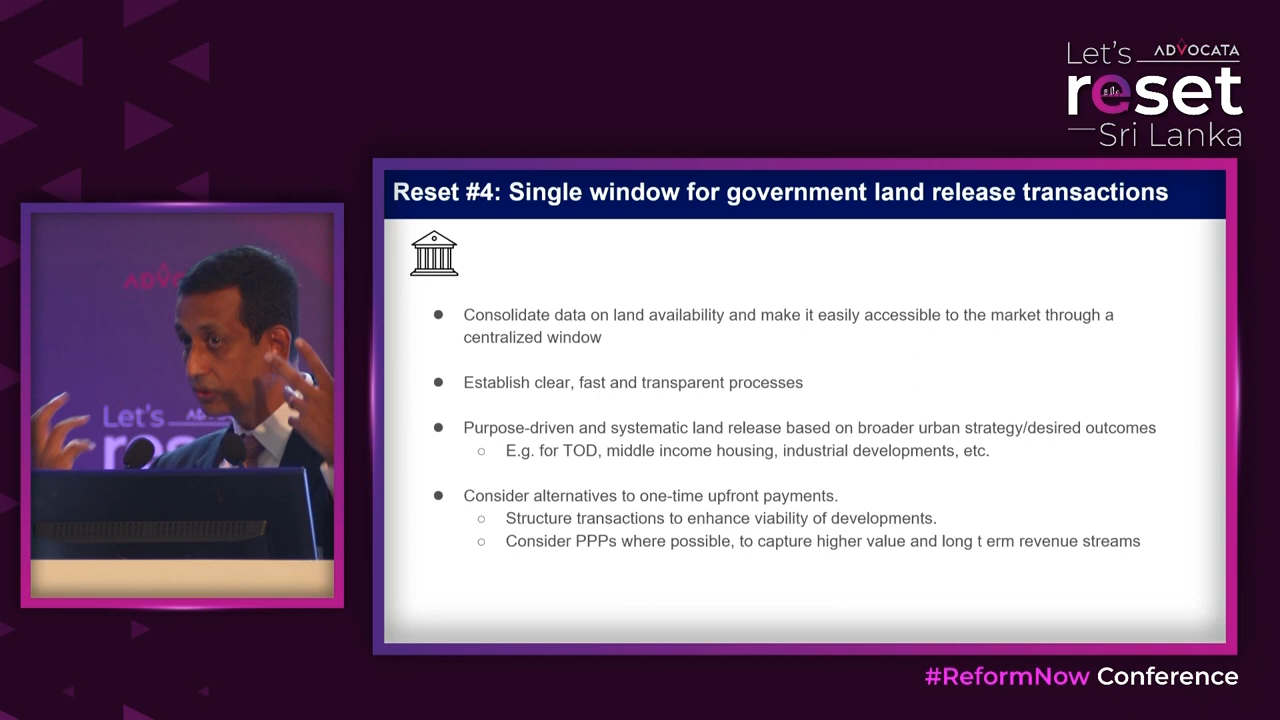 Let's ADVOCATA
reset
Sri Lanka
Reset #4: Single window for government land release transactions
● Consolidate data on land availability and make it easily accessible to the market through a
centralized window
● Establish clear, fast and transparent processes
● Purpose-driven and systematic land release based on broader urban strategy/desired outcomes
○ E.g. for TOD, middle income housing, industrial developments, etc.
● Consider alternatives to one-time upfront payments.
○ Structure transactions to enhance viability of developments.
○ Consider PPPs where possible, to capture higher value and long t erm revenue streams
Let's
#ReformNow Conference